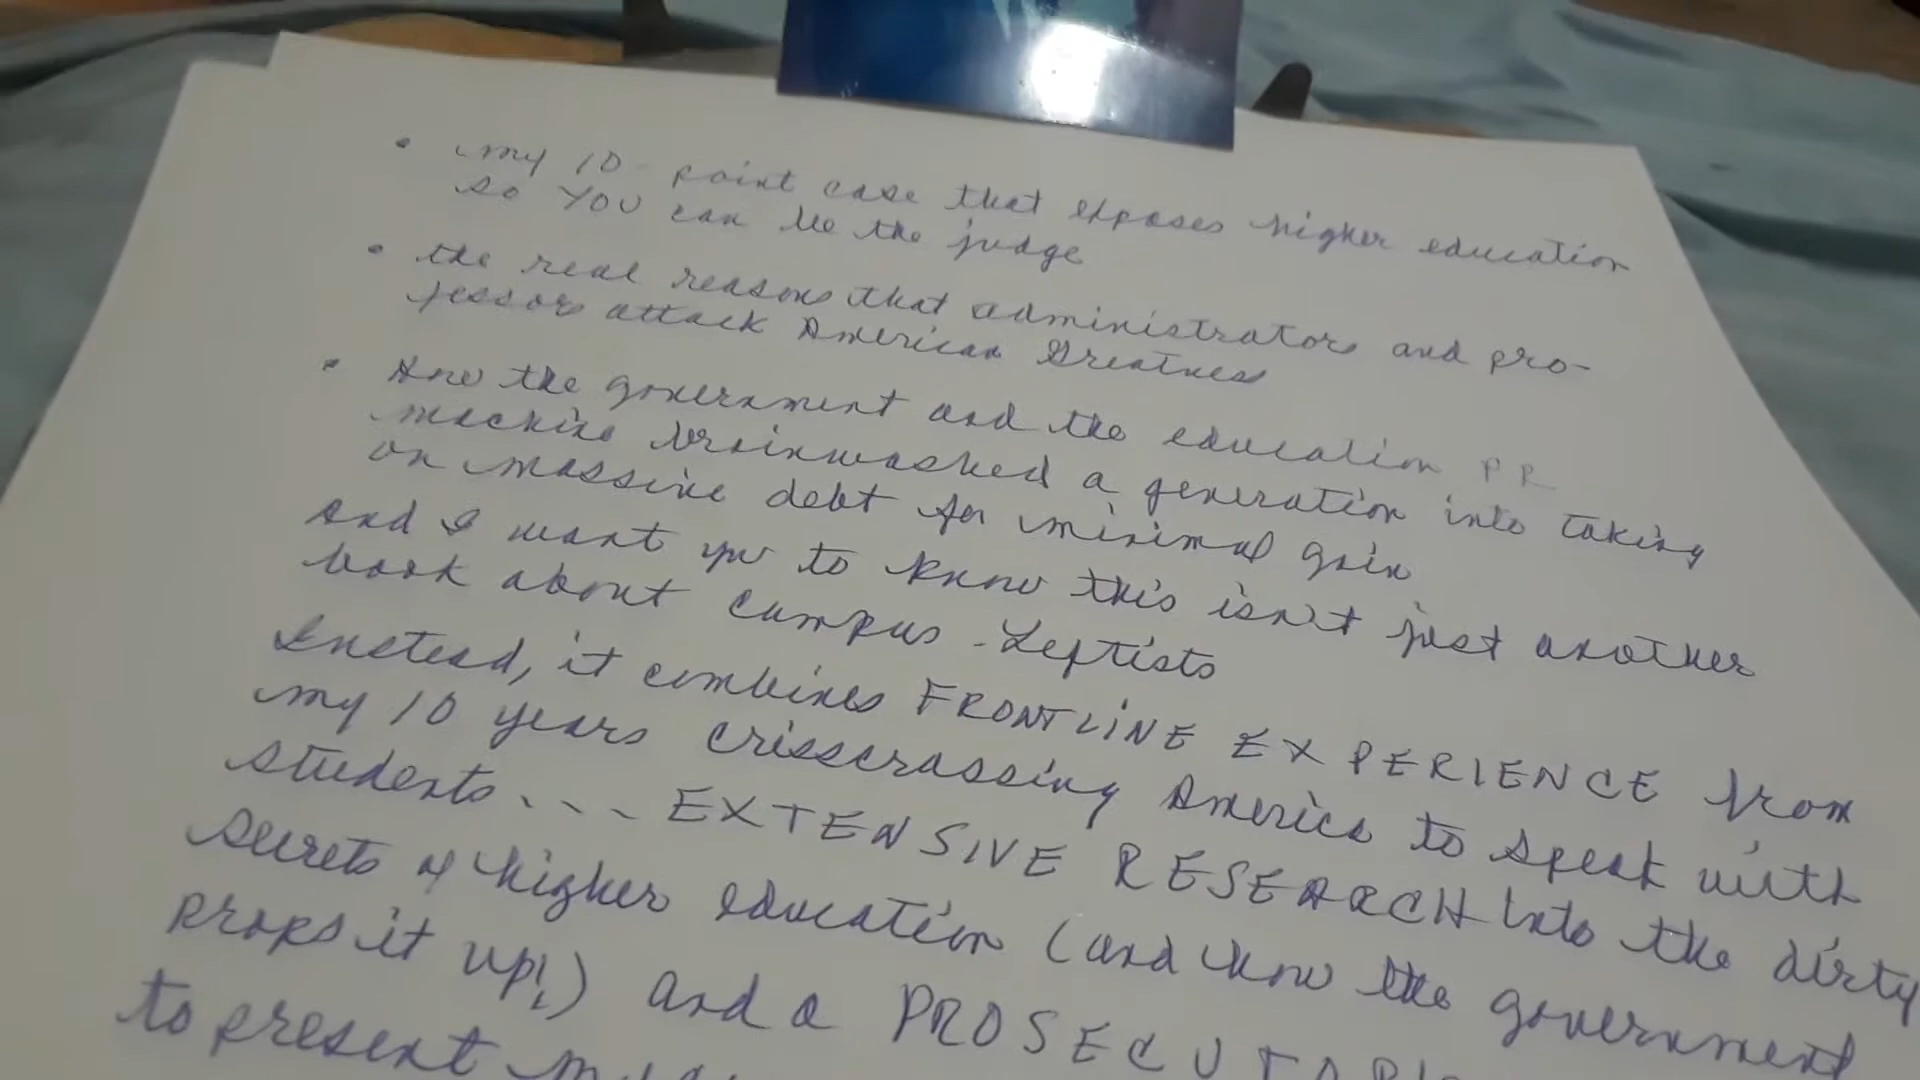 • my 10-point case that exposes higher education
so YOU can be the judge
• the real reasons that administrators and pro-
fessors attack American Greatness
• How the government and the education PR
machine brainwashed a generation into taking
on massive debt for minimal gain
And I want you to know this isn't just another
book about campus Leftists
Instead, it combines FRONTLINE EXPERIENCE from
my 10 years crisscrossing America to speak with
students... EXTENSIVE RESEARCH into the dirty
secrets of higher education (and how the government
props it up!) and a
to present